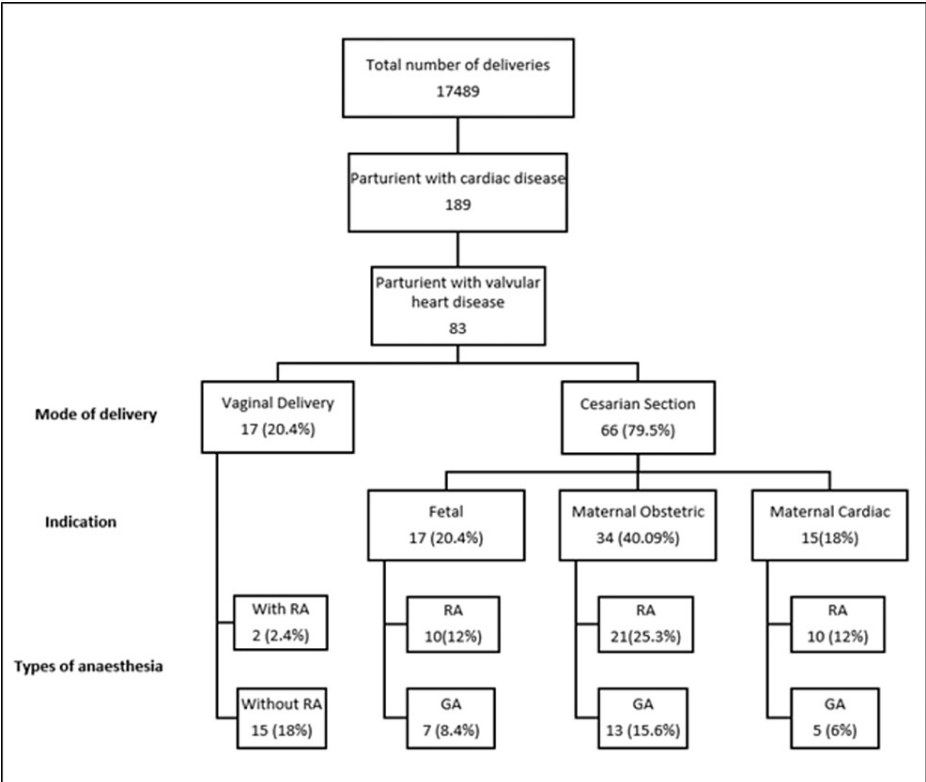 Total number of deliveries
17489
Parturient with cardiac disease
189
Parturient with valvular
heart disease
83
Mode of delivery
Vaginal Delivery
17 (20.4%)
Cesarian Section
66 (79.5%)
Indication
Fetal
17 (20.4%)
Maternal Obstetric
34 (40.09%)
Maternal Cardiac
15(18%)
Types of anaesthesia
With RA
2 (2.4%)
RA
10(12%)
RA
21(25.3%)
RA
10 (12%)
Without RA
15 (18%)
GA
7 (8.4%)
GA
13 (15.6%)
GA
5 (6%)